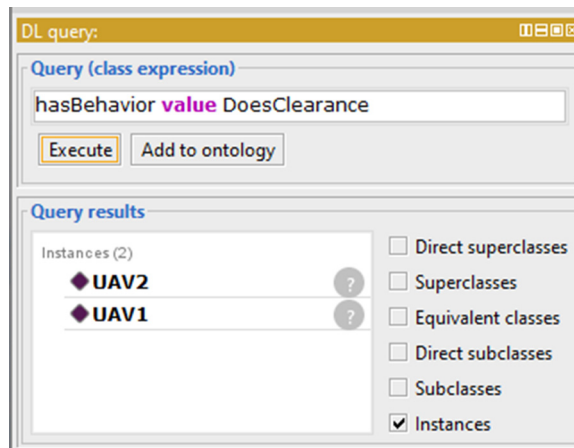 DL query:
Query (class expression)
hasBehavior value DoesClearance
Execute Add to ontology
Query results
Instances (2)
UAV2 ?
UAV1 ?
Direct superclasses
Superclasses
Equivalent classes
Direct subclasses
Subclasses
Instances